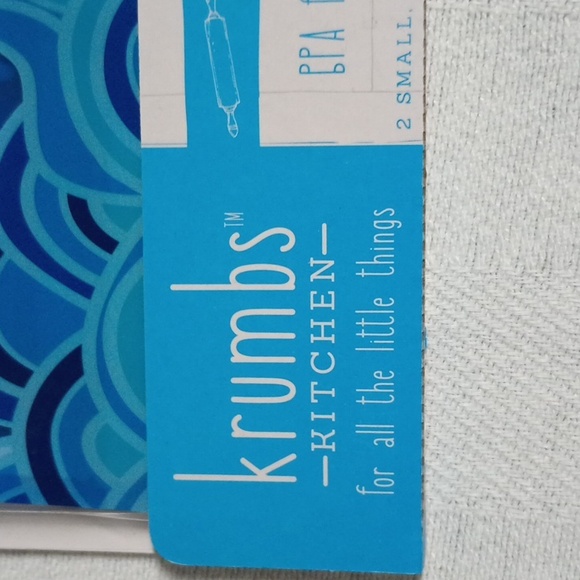 krumbs™
—KITCHEN—
for all the little things
BPA
2 SMALL,